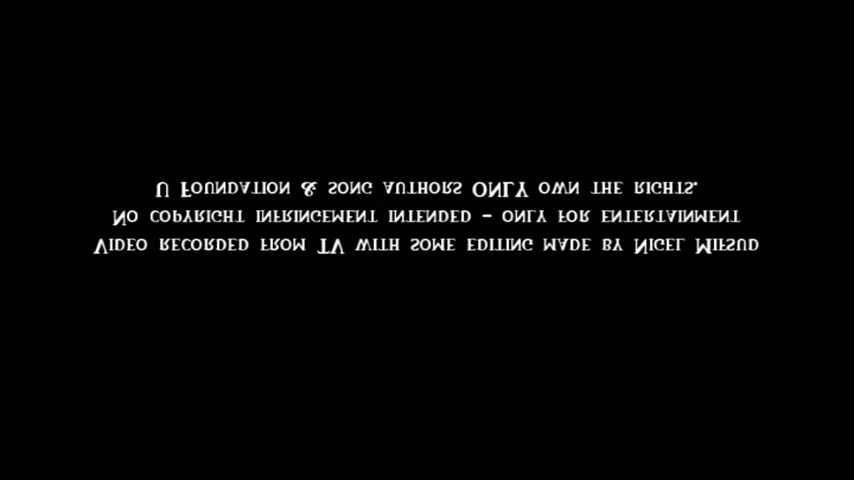 Video recorded from TV with some editing made by Nigel Mifsud
No copyright infringement intended - only for entertainment
U Foundation & song authors ONLY own the rights.